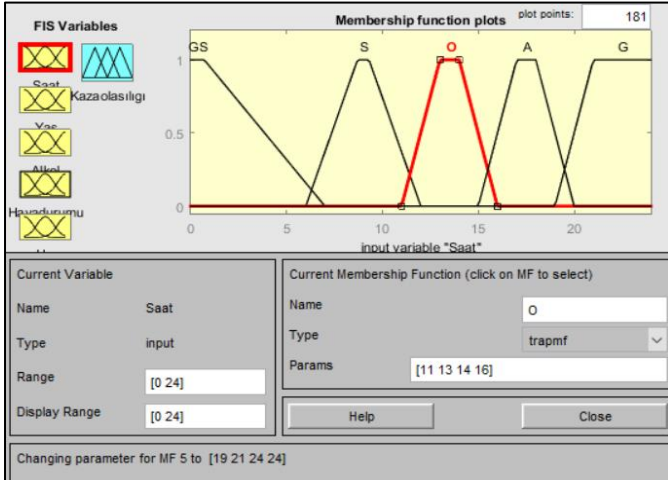 FIS Variables
Membership function plots
plot points:
181
Saat
Kazaolasılıgı
Yas
Alkol
Havadurumu
GS
S
O
A
G
1
0.5
0
0
5
10
15
20
input variable "Saat"
Current Variable
Name
Saat
Type
input
Range
[0 24]
Display Range
[0 24]
Current Membership Function (click on MF to select)
Name
O
Type
trapmf
Params
[11 13 14 16]
Help
Close
Changing parameter for MF 5 to [19 21 24 24]